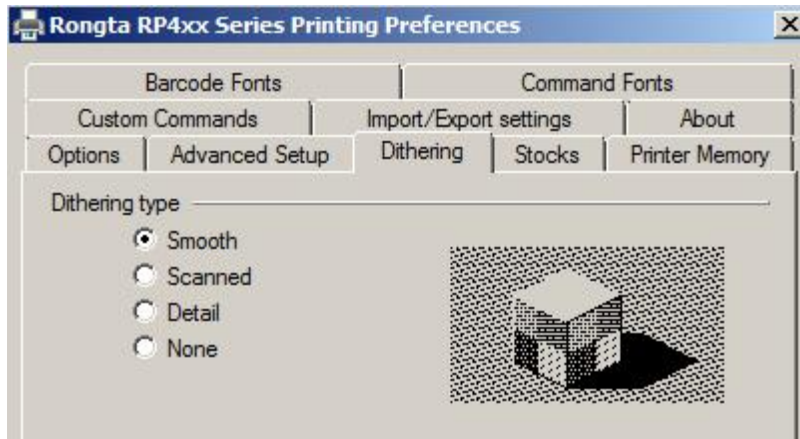 Rongta RP4xx Series Printing Preferences
Barcode Fonts Command Fonts
Custom Commands Import/Export settings About
Options Advanced Setup Dithering Stocks Printer Memory
Dithering type
Smooth
Scanned
Detail
None